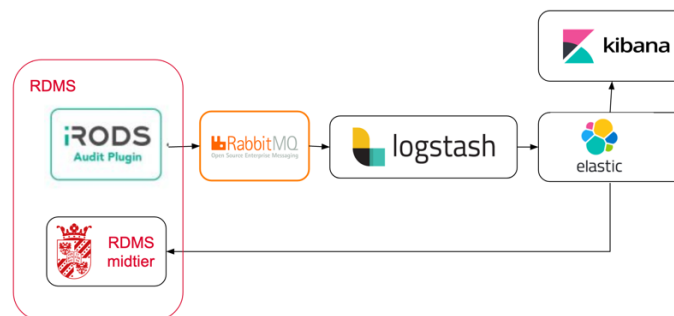 kibana
RDMS
iRODS
Audit Plugin
RabbitMQ
Open Source Enterprise Messaging
logstash
elastic
RDMS
midtier